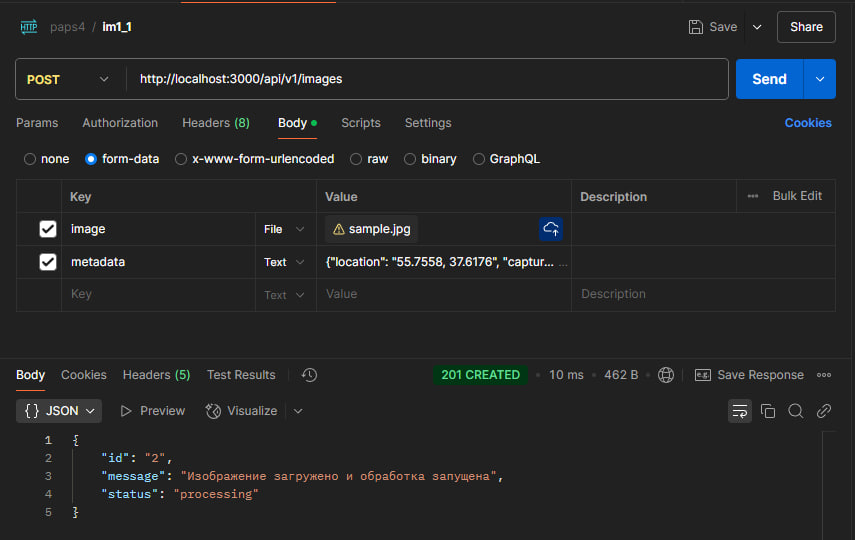 HTTP paps4 / im1_1 Save Share
POST http://localhost:3000/api/v1/images Send
Params Authorization Headers (8) Body Scripts Settings Cookies
none form-data x-www-form-urlencoded raw binary GraphQL
Key Value Description ••• Bulk Edit
image File sample.jpg
metadata Text {"location": "55.7558, 37.6176", "captur... ...
Key Text Value Description
Body Cookies Headers (5) Test Results 201 CREATED • 10 ms • 462 B • e.g. Save Response •••
{} JSON Preview Visualize
1 {
2 "id": "2",
3 "message": "Изображение загружено и обработка запущена",
4 "status": "processing"
5 }